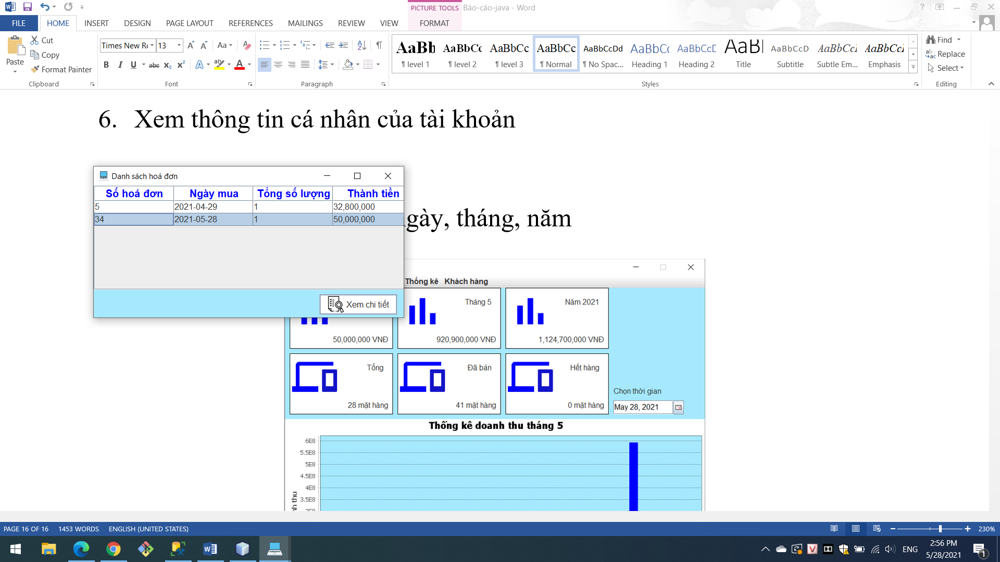 PICTURE TOOLS
Báo-cáo-java - Word
FILE HOME INSERT DESIGN PAGE LAYOUT REFERENCES MAILINGS REVIEW VIEW FORMAT
Paste
Cut
Copy
Format Painter
Clipboard
Times New Rc 13
Font
Paragraph
AaBb AaBbCc AaBbCc AaBbCc AaBbCcDd AaBbCc AaBbCcD AaBl AaBbCcD AaBbCcI AaBbCcI
¶ level 1 ¶ level 2 ¶ level 3 ¶ Normal ¶ No Spac... Heading 1 Heading 2 Title Subtitle Subtle Em... Emphasis
Styles
Find
Replace
Select
Editing
6. Xem thông tin cá nhân của tài khoản
Danh sách hoá đơn
Số hoá đơn Ngày mua Tổng số lượng Thành tiền
5 2021-04-29 1 32,800,000
34 2021-05-28 1 50,000,000
Xem chi tiết
gày, tháng, năm
Thống kê Khách hàng
Tháng 5 Năm 2021
50,000,000 VNĐ 920,900,000 VNĐ 1,124,700,000 VNĐ
Tổng Đã bán Hết hàng
28 mặt hàng 41 mặt hàng 0 mặt hàng
Chọn thời gian
May 28, 2021
Thống kê doanh thu tháng 5
6E8
5.5E8
5E8
4.5E8
4E8
3.5E8
nh thu
PAGE 16 OF 16 1453 WORDS ENGLISH (UNITED STATES) 230%
ENG
2:56 PM
5/28/2021
1